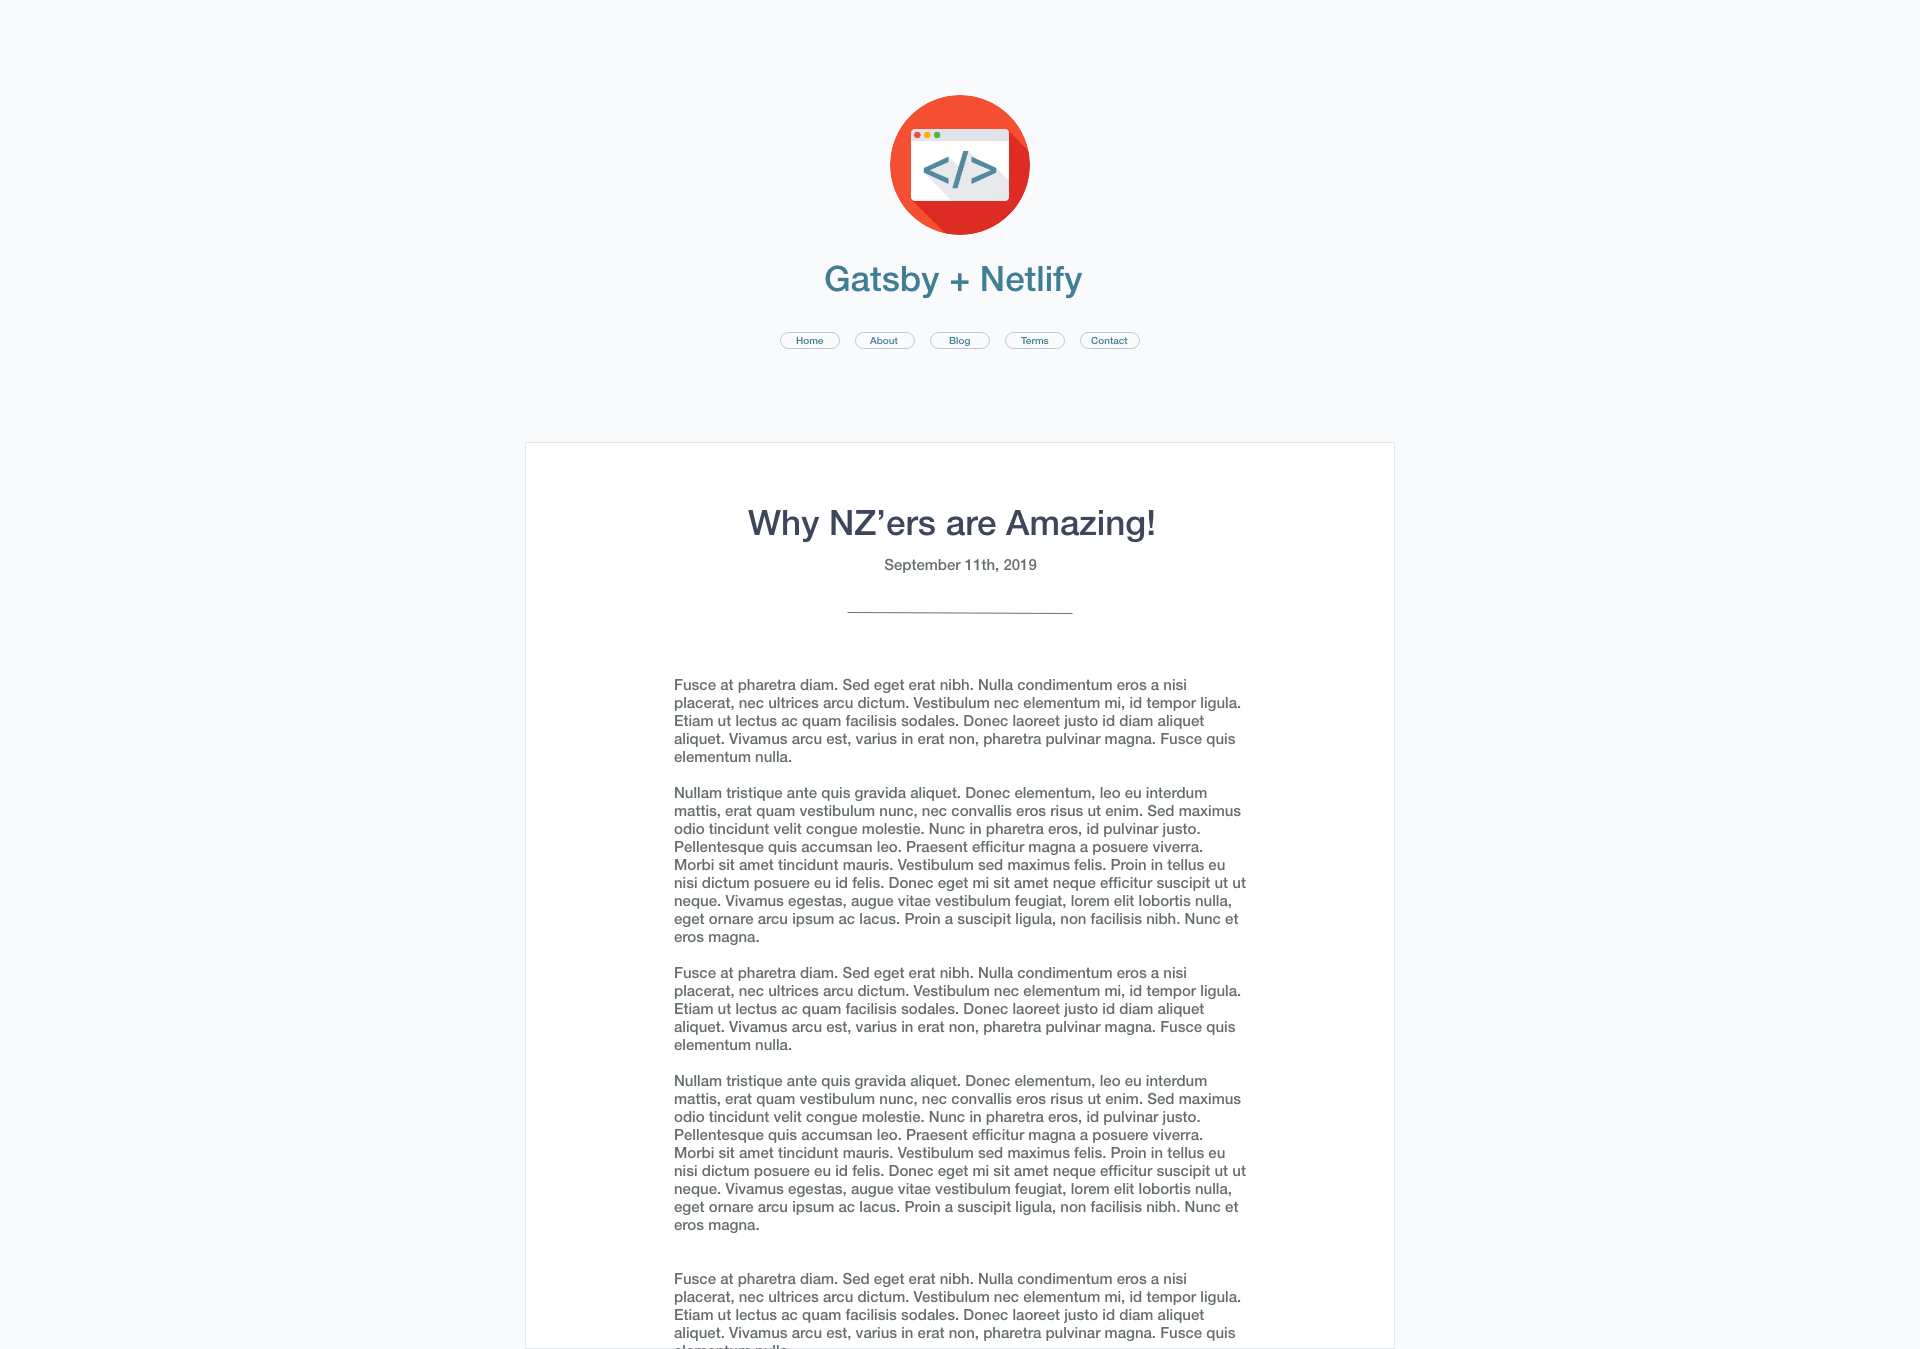 </>
Gatsby + Netlify
Home About Blog Terms Contact
Why NZ’ers are Amazing!
September 11th, 2019
Fusce at pharetra diam. Sed eget erat nibh. Nulla condimentum eros a nisi
placerat, nec ultrices arcu dictum. Vestibulum nec elementum mi, id tempor ligula.
Etiam ut lectus ac quam facilisis sodales. Donec laoreet justo id diam aliquet
aliquet. Vivamus arcu est, varius in erat non, pharetra pulvinar magna. Fusce quis
elementum nulla.
Nullam tristique ante quis gravida aliquet. Donec elementum, leo eu interdum
mattis, erat quam vestibulum nunc, nec convallis eros risus ut enim. Sed maximus
odio tincidunt velit congue molestie. Nunc in pharetra eros, id pulvinar justo.
Pellentesque quis accumsan leo. Praesent efficitur magna a posuere viverra.
Morbi sit amet tincidunt mauris. Vestibulum sed maximus felis. Proin in tellus eu
nisi dictum posuere eu id felis. Donec eget mi sit amet neque efficitur suscipit ut ut
neque. Vivamus egestas, augue vitae vestibulum feugiat, lorem elit lobortis nulla,
eget ornare arcu ipsum ac lacus. Proin a suscipit ligula, non facilisis nibh. Nunc et
eros magna.
Fusce at pharetra diam. Sed eget erat nibh. Nulla condimentum eros a nisi
placerat, nec ultrices arcu dictum. Vestibulum nec elementum mi, id tempor ligula.
Etiam ut lectus ac quam facilisis sodales. Donec laoreet justo id diam aliquet
aliquet. Vivamus arcu est, varius in erat non, pharetra pulvinar magna. Fusce quis
elementum nulla.
Nullam tristique ante quis gravida aliquet. Donec elementum, leo eu interdum
mattis, erat quam vestibulum nunc, nec convallis eros risus ut enim. Sed maximus
odio tincidunt velit congue molestie. Nunc in pharetra eros, id pulvinar justo.
Pellentesque quis accumsan leo. Praesent efficitur magna a posuere viverra.
Morbi sit amet tincidunt mauris. Vestibulum sed maximus felis. Proin in tellus eu
nisi dictum posuere eu id felis. Donec eget mi sit amet neque efficitur suscipit ut ut
neque. Vivamus egestas, augue vitae vestibulum feugiat, lorem elit lobortis nulla,
eget ornare arcu ipsum ac lacus. Proin a suscipit ligula, non facilisis nibh. Nunc et
eros magna.
Fusce at pharetra diam. Sed eget erat nibh. Nulla condimentum eros a nisi
placerat, nec ultrices arcu dictum. Vestibulum nec elementum mi, id tempor ligula.
Etiam ut lectus ac quam facilisis sodales. Donec laoreet justo id diam aliquet
aliquet. Vivamus arcu est, varius in erat non, pharetra pulvinar magna. Fusce quis